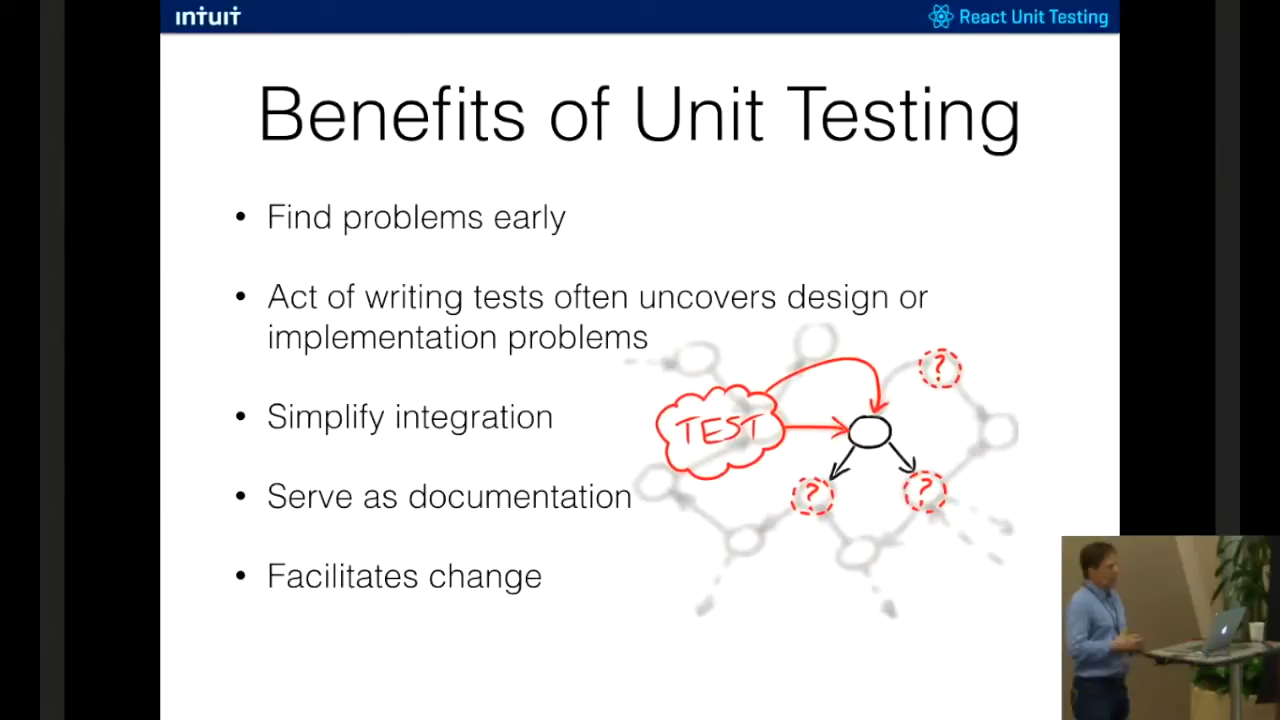 ıntuıt
React Unit Testing
Benefits of Unit Testing
• Find problems early
• Act of writing tests often uncovers design or
implementation problems
• Simplify integration
• Serve as documentation
• Facilitates change
TEST
?
?
?